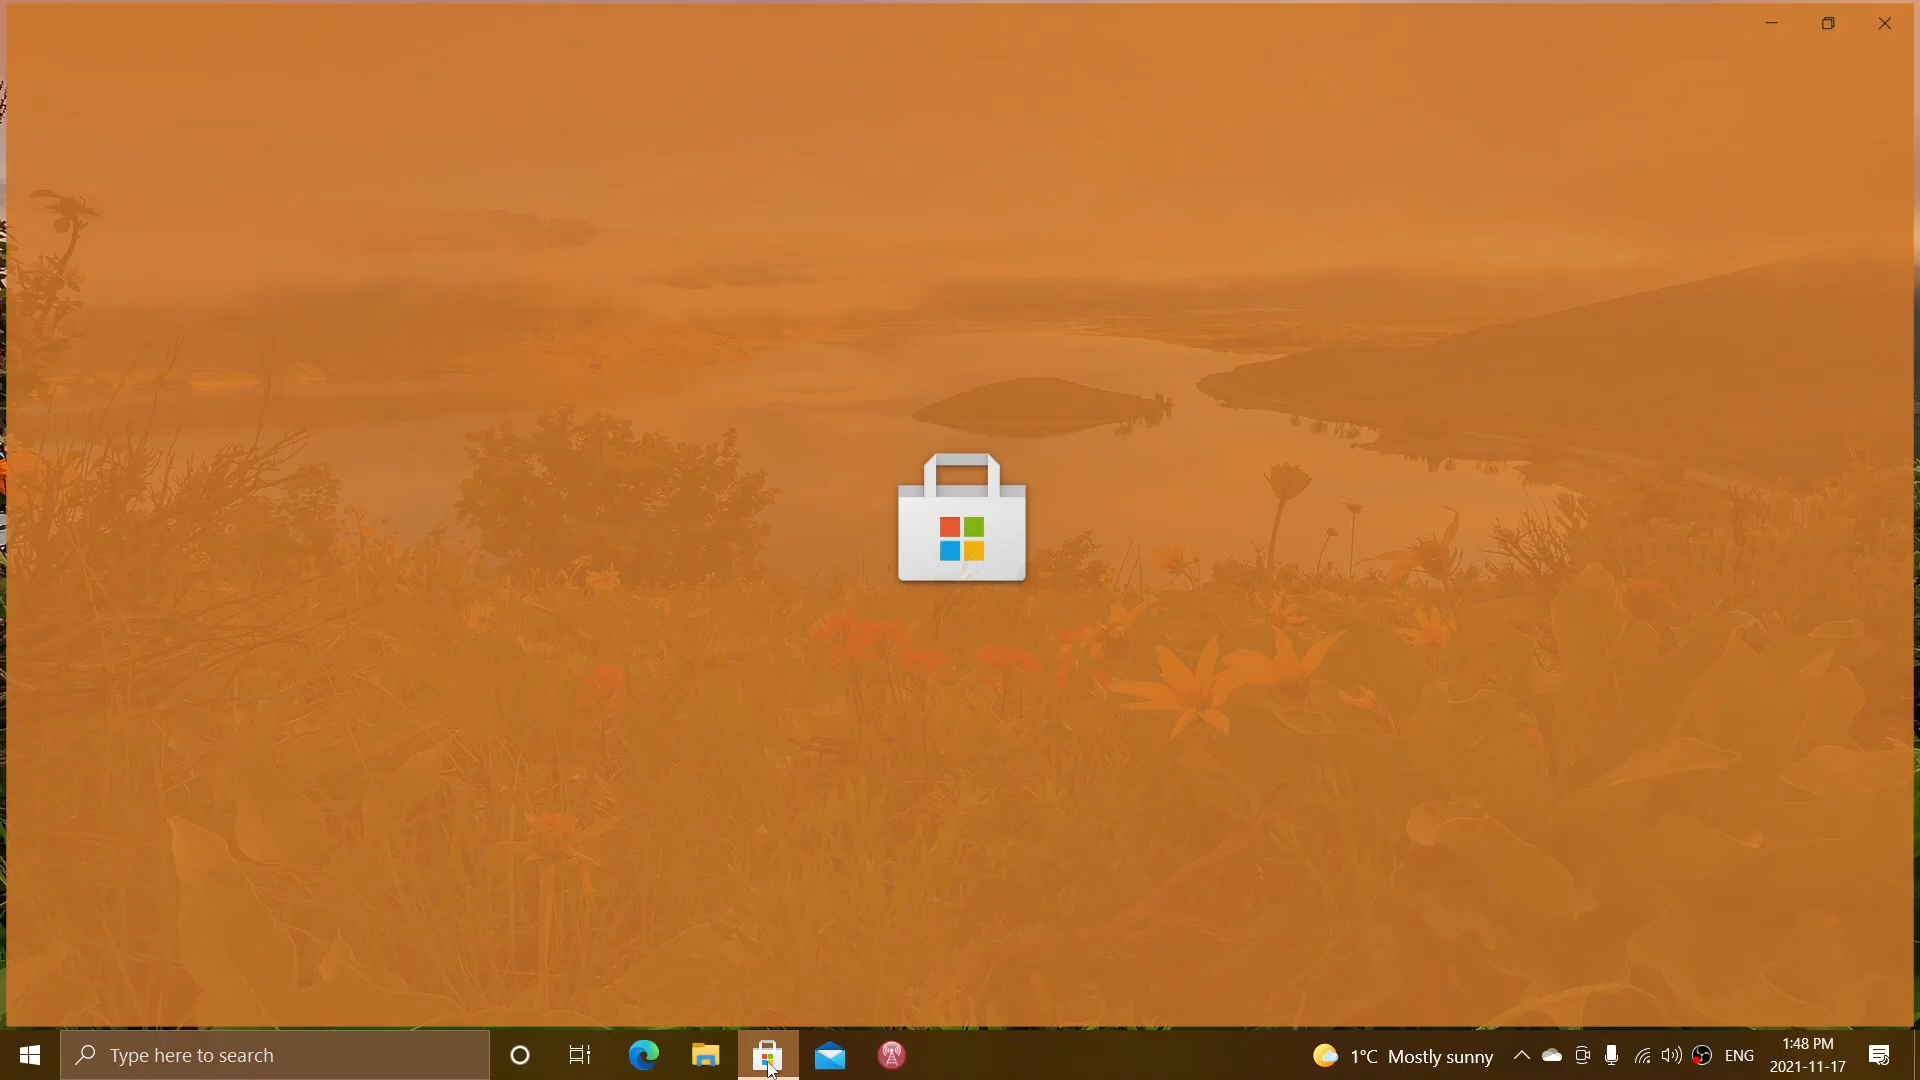 Type here to search
1°C Mostly sunny
ENG
1:48 PM
2021-11-17